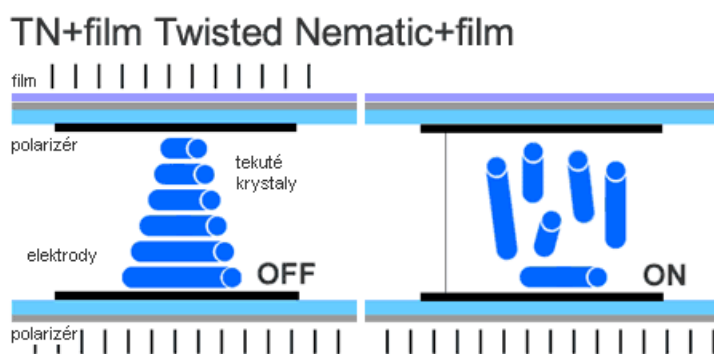 TN+film Twisted Nematic+film
film
polarizér
tekuté
krystaly
elektrody
OFF
ON
polarizér